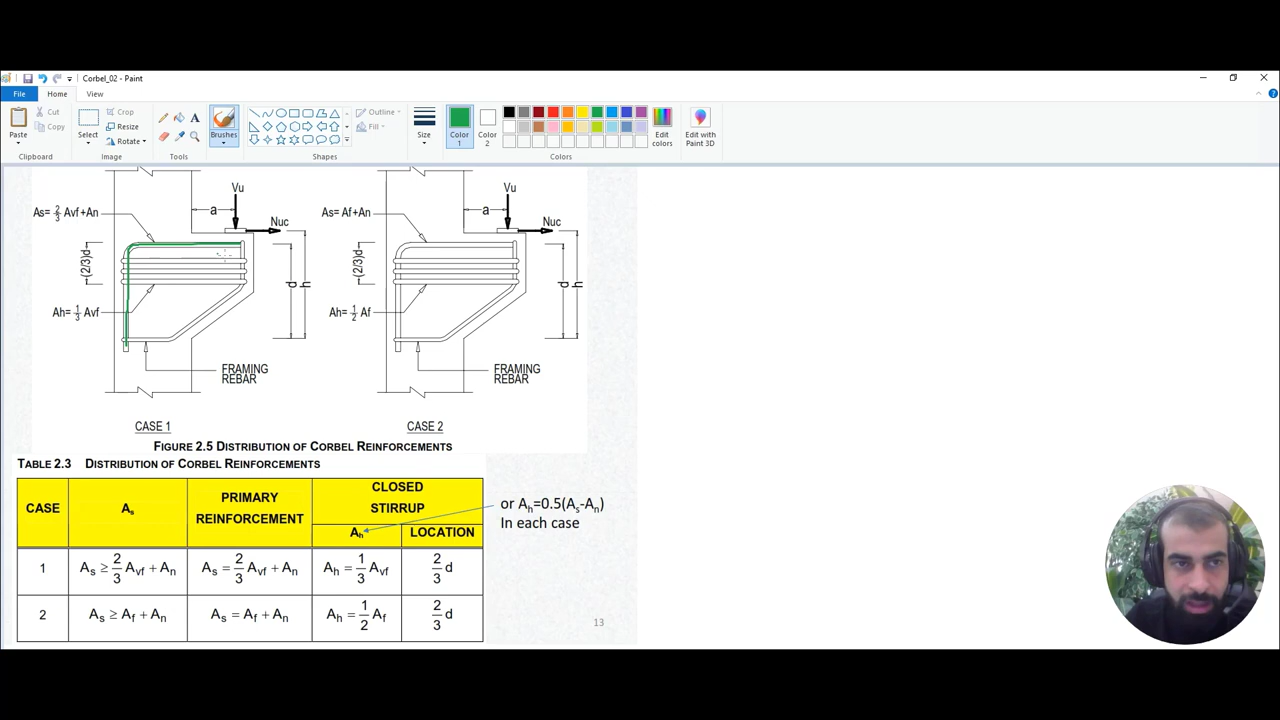 Corbel_02 - Paint
File Home View
Paste
Cut
Copy
Clipboard
Select
Crop
Resize
Rotate
Image
A
Tools
Brushes
Outline
Fill
Shapes
Size
Color 1
Color 2
Edit colors
Colors
Edit with Paint 3D
Vu
a
Nuc
As= 2/3 Avf+An
(2/3)d
Ah= 1/3 Avf
d
h
FRAMING
REBAR
CASE 1
Vu
a
Nuc
As= Af+An
(2/3)d
Ah= 1/2 Af
d
h
FRAMING
REBAR
CASE 2
FIGURE 2.5 DISTRIBUTION OF CORBEL REINFORCEMENTS
TABLE 2.3 DISTRIBUTION OF CORBEL REINFORCEMENTS
CASE
As
PRIMARY
REINFORCEMENT
CLOSED
STIRRUP
Ah LOCATION
1 As ≥ 2/3 Avf + An As = 2/3 Avf + An Ah = 1/3 Avf 2/3 d
2 As ≥ Af + An As = Af + An Ah = 1/2 Af 2/3 d
or Ah=0.5(As-An)
In each case
13